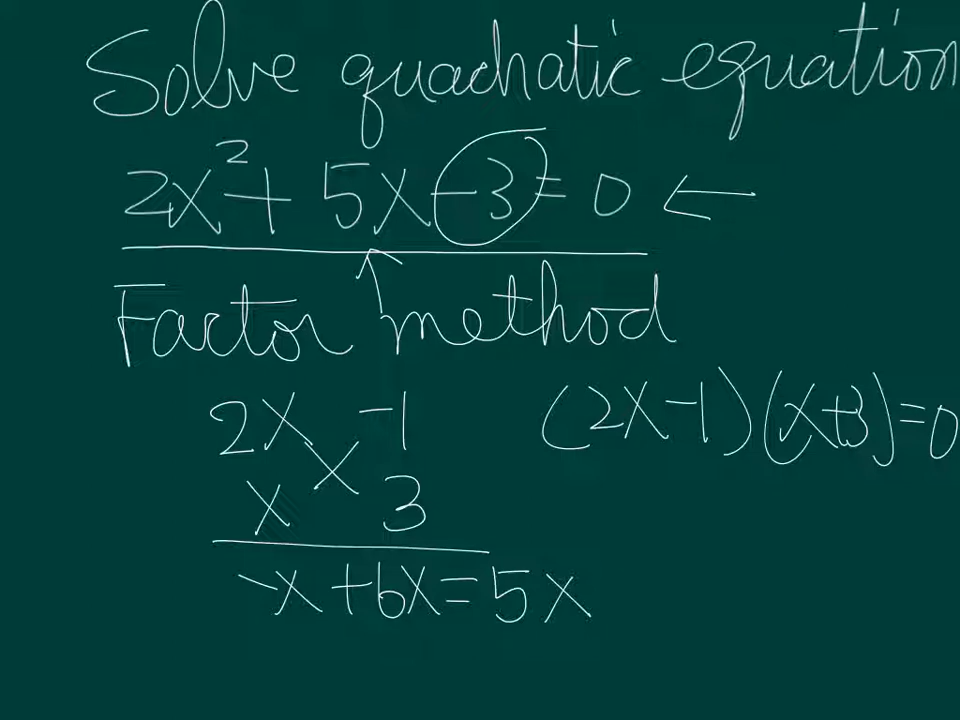 Solve quadratic equation
2x² + 5x - 3 = 0 ←
Factor method
2x -1 (2x-1)(x+3)=0
x 3
-x + 6x = 5x